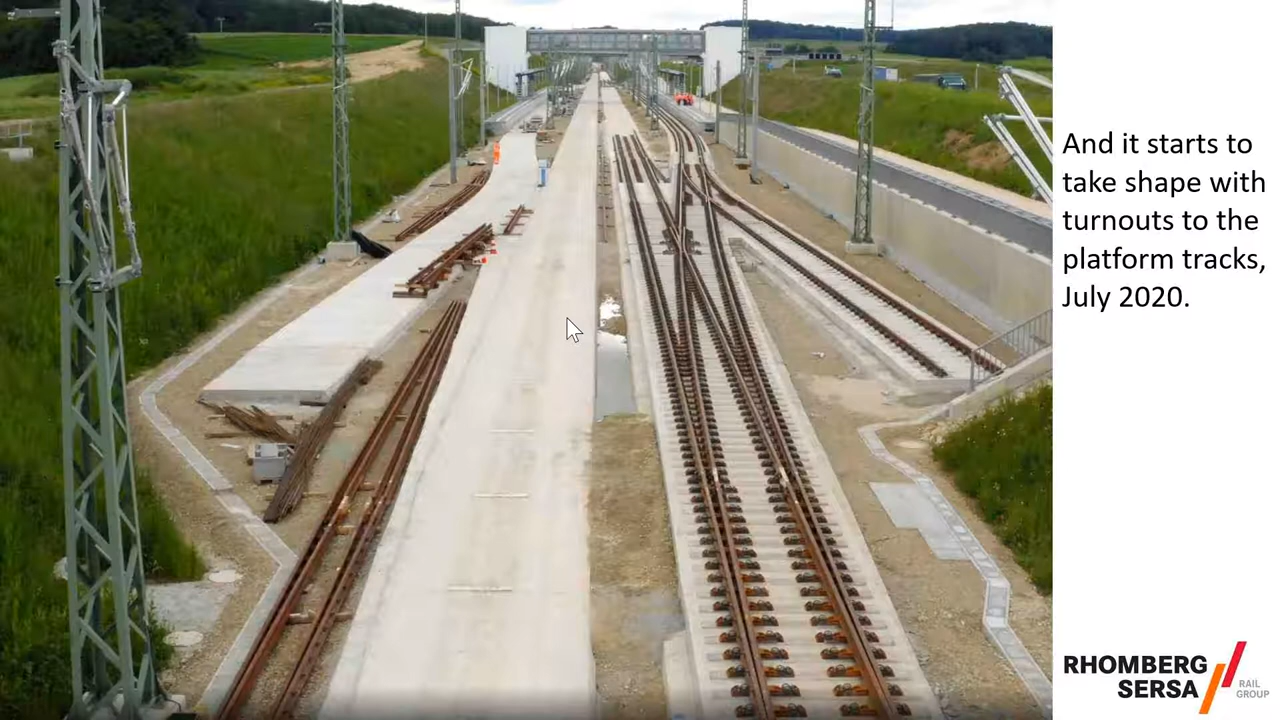 And it starts to
take shape with
turnouts to the
platform tracks,
July 2020.
RHOMBERG
SERSA
RAIL
GROUP